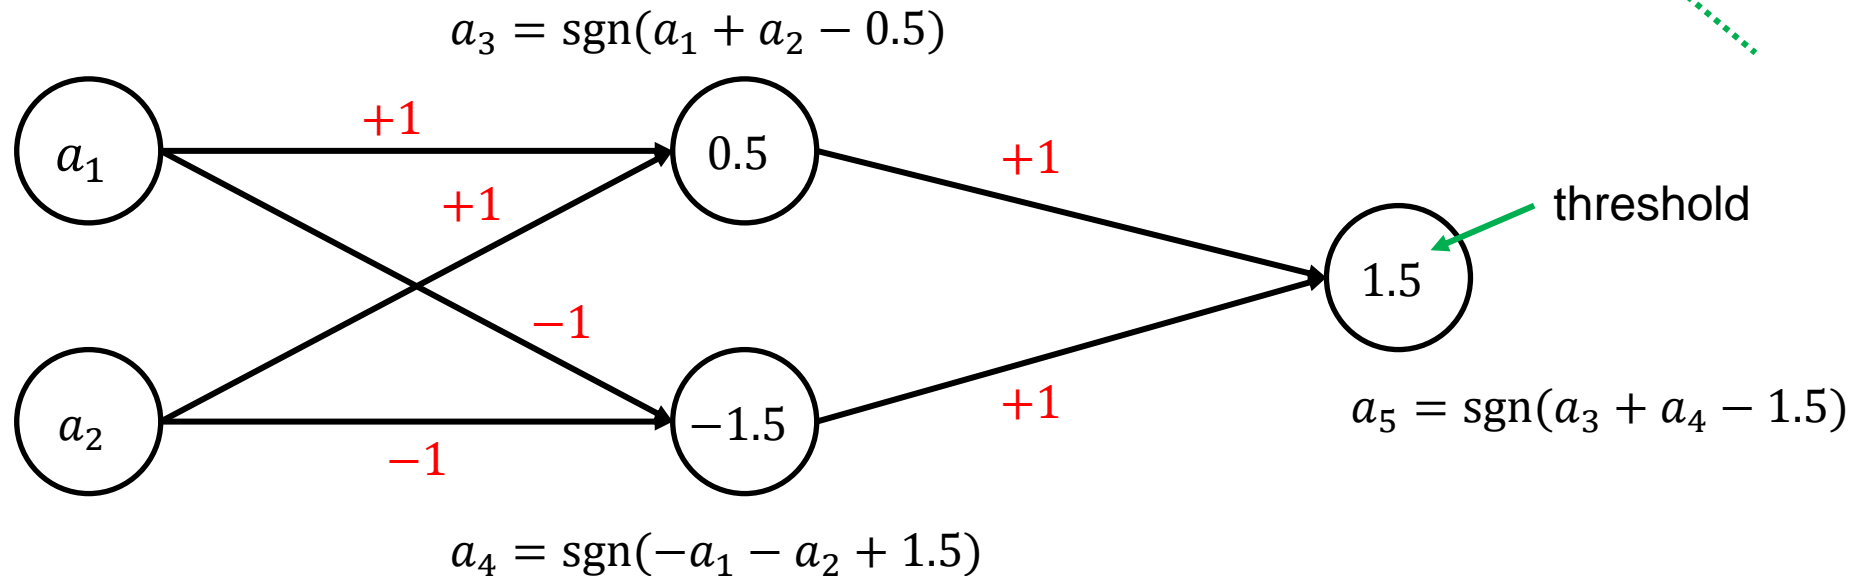 a₃ = sgn(a₁ + a₂ − 0.5)
+1
a₁
0.5
+1
+1
threshold
1.5
−1
a₂
−1.5
+1
a₅ = sgn(a₃ + a₄ − 1.5)
−1
a₄ = sgn(−a₁ − a₂ + 1.5)